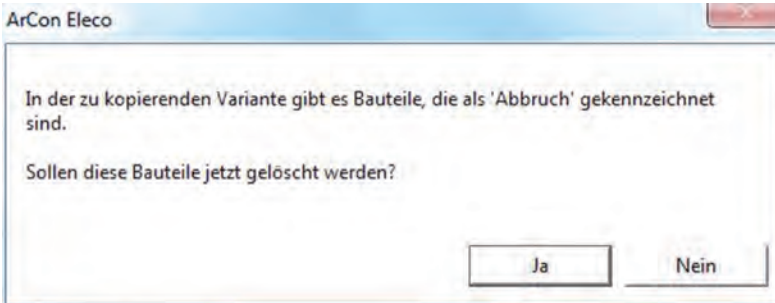 ArCon Eleco
In der zu kopierenden Variante gibt es Bauteile, die als 'Abbruch' gekennzeichnet
sind.
Sollen diese Bauteile jetzt gelöscht werden?
Ja Nein